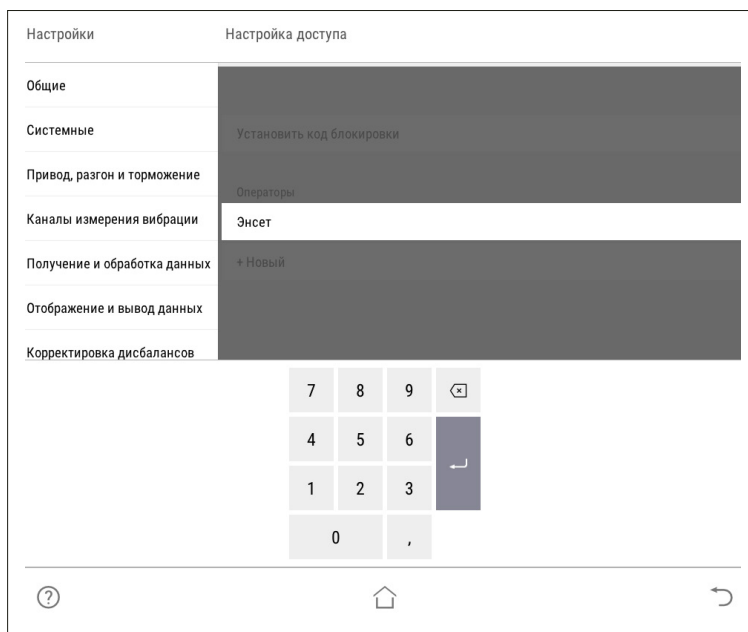 Настройки
Настройка доступа
Общие
Системные
Привод, разгон и торможение
Каналы измерения вибрации
Получение и обработка данных
Отображение и вывод данных
Корректировка дисбалансов
Установить код блокировки
Операторы
Энсет
+ Новый
7 8 9
4 5 6
1 2 3
0 ,
?